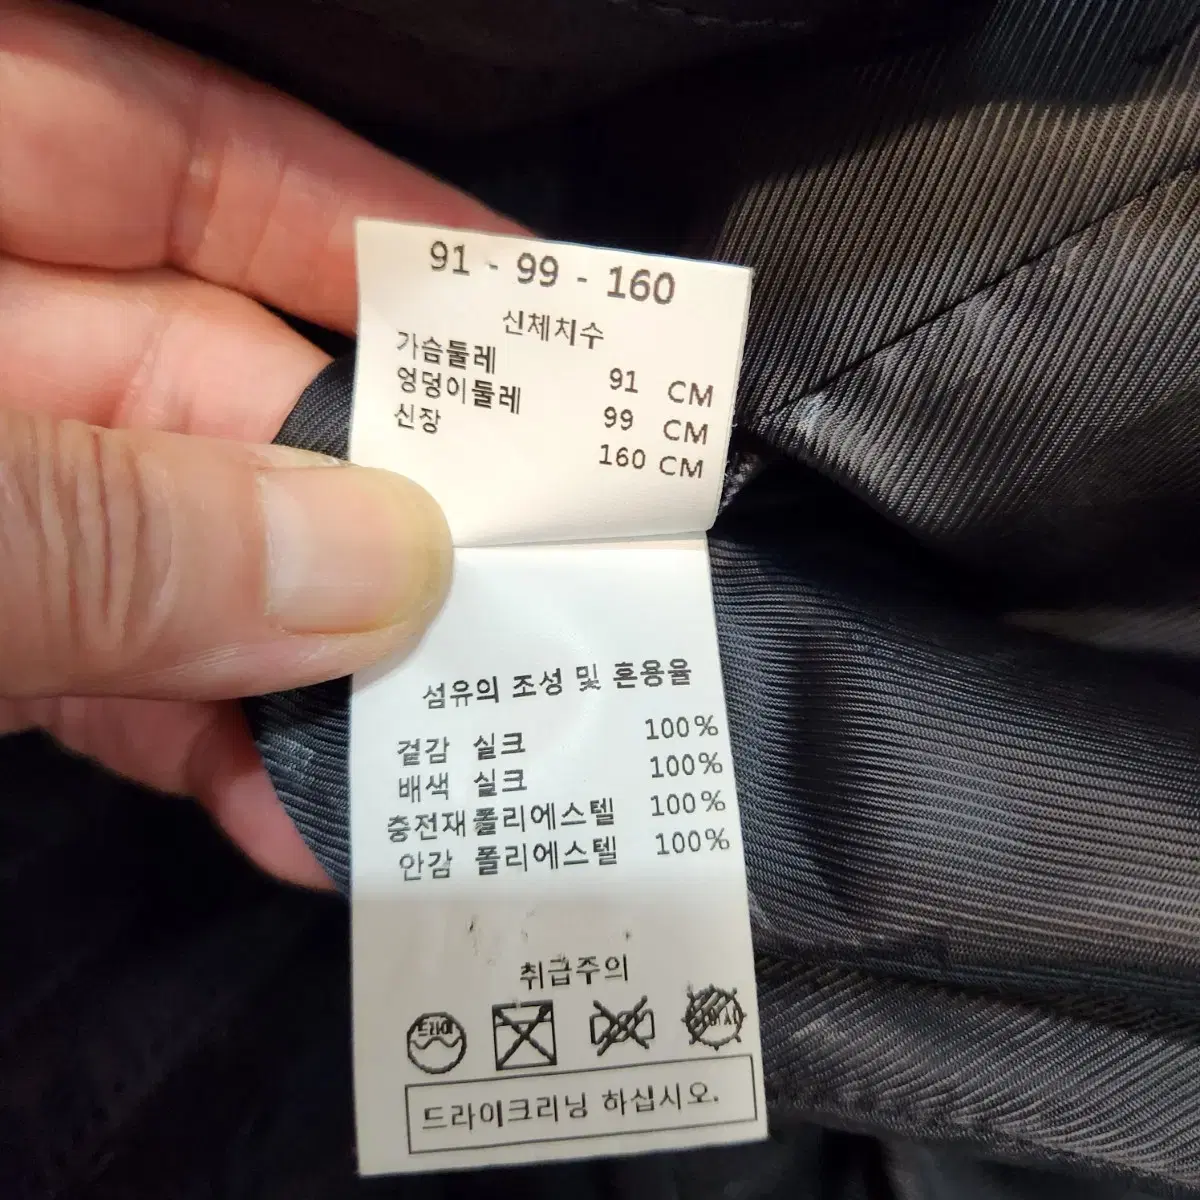 91 - 99 - 160
신체치수
가슴둘레 91 CM
엉덩이둘레 99 CM
신장 160 CM
섬유의 조성 및 혼용율
겉감 실크 100%
배색 실크 100%
충전재 폴리에스텔 100%
안감 폴리에스텔 100%
취급주의
드라이
드라이크리닝 하십시오.